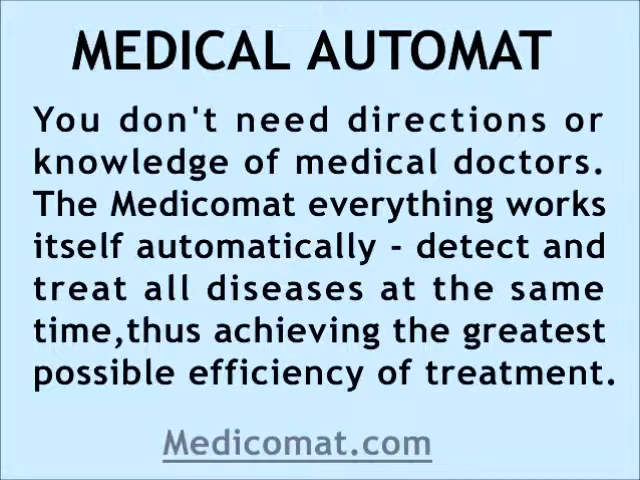 MEDICAL AUTOMAT
You don't need directions or
knowledge of medical doctors.
The Medicomat everything works
itself automatically - detect and
treat all diseases at the same
time,thus achieving the greatest
possible efficiency of treatment.
Medicomat.com